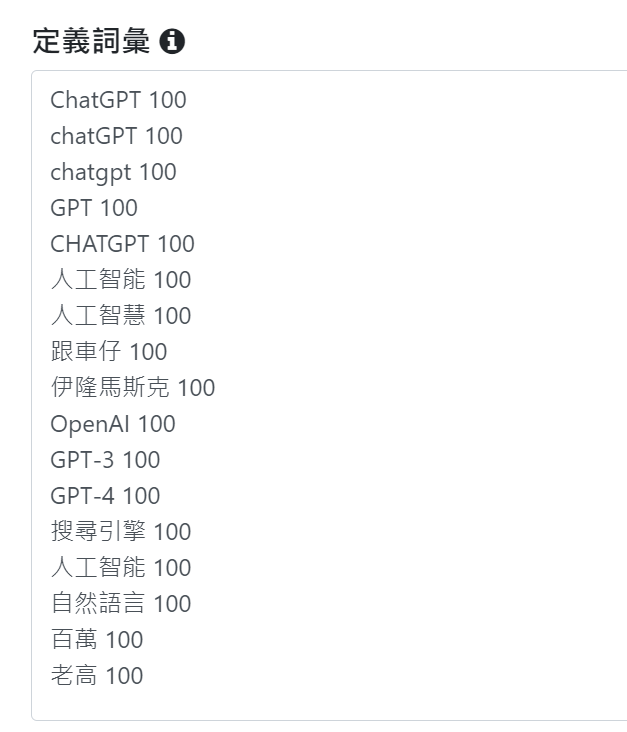 定義詞彙
ChatGPT 100
chatGPT 100
chatgpt 100
GPT 100
CHATGPT 100
人工智能 100
人工智慧 100
跟車仔 100
伊隆馬斯克 100
OpenAI 100
GPT-3 100
GPT-4 100
搜尋引擎 100
人工智能 100
自然語言 100
百萬 100
老高 100